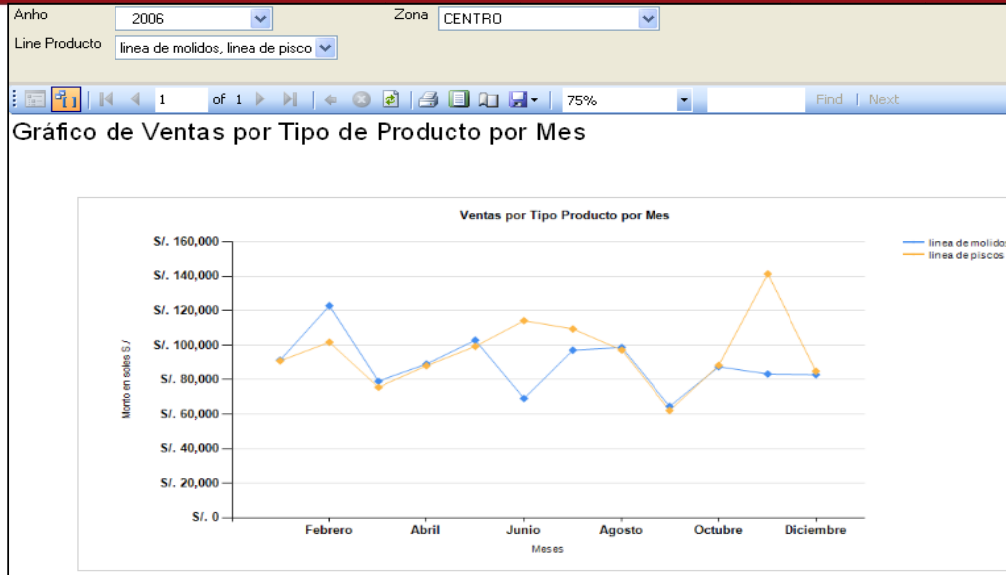 Anho 2006 Zona CENTRO
Line Producto linea de molidos, linea de pisco
1 of 1 75% Find | Next
Gráfico de Ventas por Tipo de Producto por Mes
Ventas por Tipo Producto por Mes
S/. 160,000
S/. 140,000
S/. 120,000
S/. 100,000
S/. 80,000
S/. 60,000
S/. 40,000
S/. 20,000
S/. 0
Monto en soles S./
Febrero Abril Junio Agosto Octubre Diciembre
Meses
linea de molidos
linea de piscos